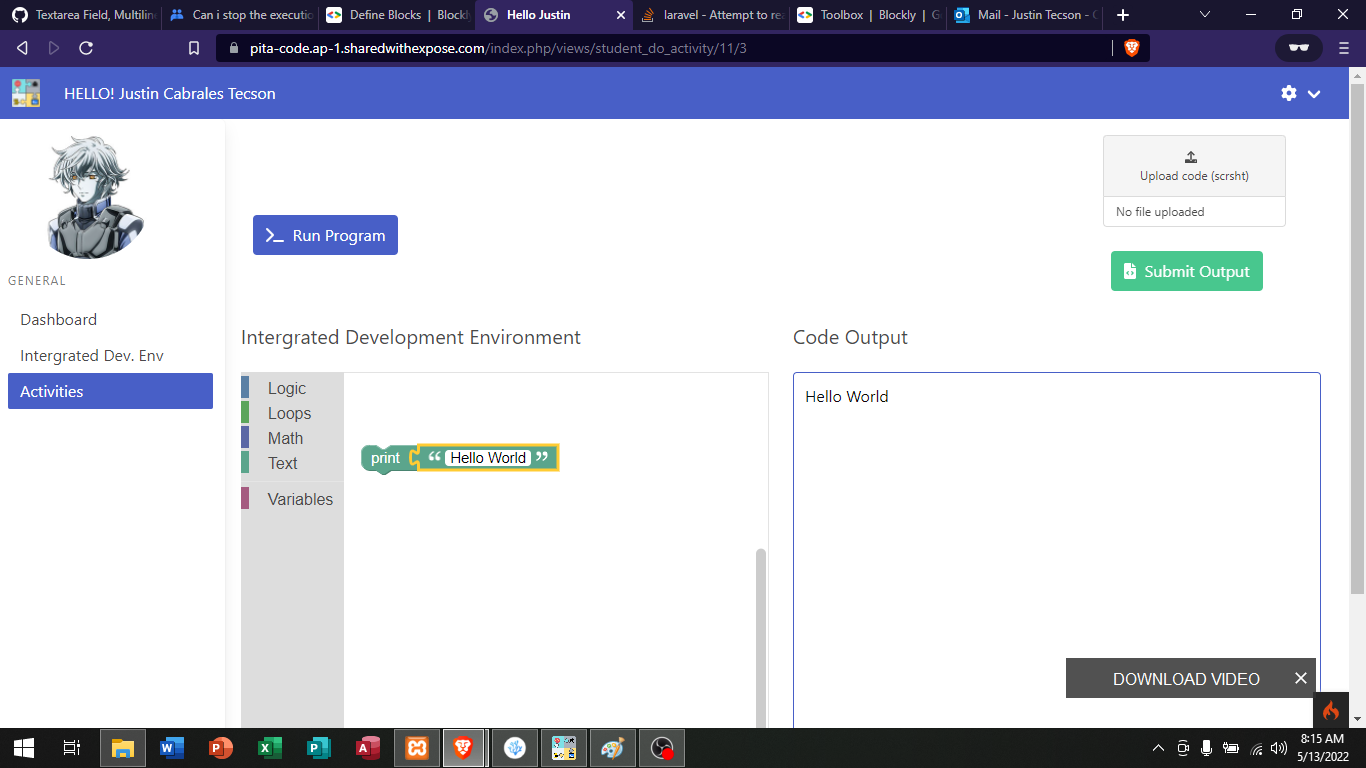 Textarea Field, Multiline
Can i stop the executio
Define Blocks | Blockly
Hello Justin
laravel - Attempt to rea
Toolbox | Blockly | G
Mail - Justin Tecson - O
pita-code.ap-1.sharedwithexpose.com/index.php/views/student_do_activity/11/3
HELLO! Justin Cabrales Tecson
Upload code (scrsht)
No file uploaded
Run Program
Submit Output
GENERAL
Dashboard
Intergrated Dev. Env
Activities
Intergrated Development Environment
Code Output
Logic
Loops
Math
Text
Variables
print “ Hello World ”
Hello World
DOWNLOAD VIDEO
8:15 AM
5/13/2022